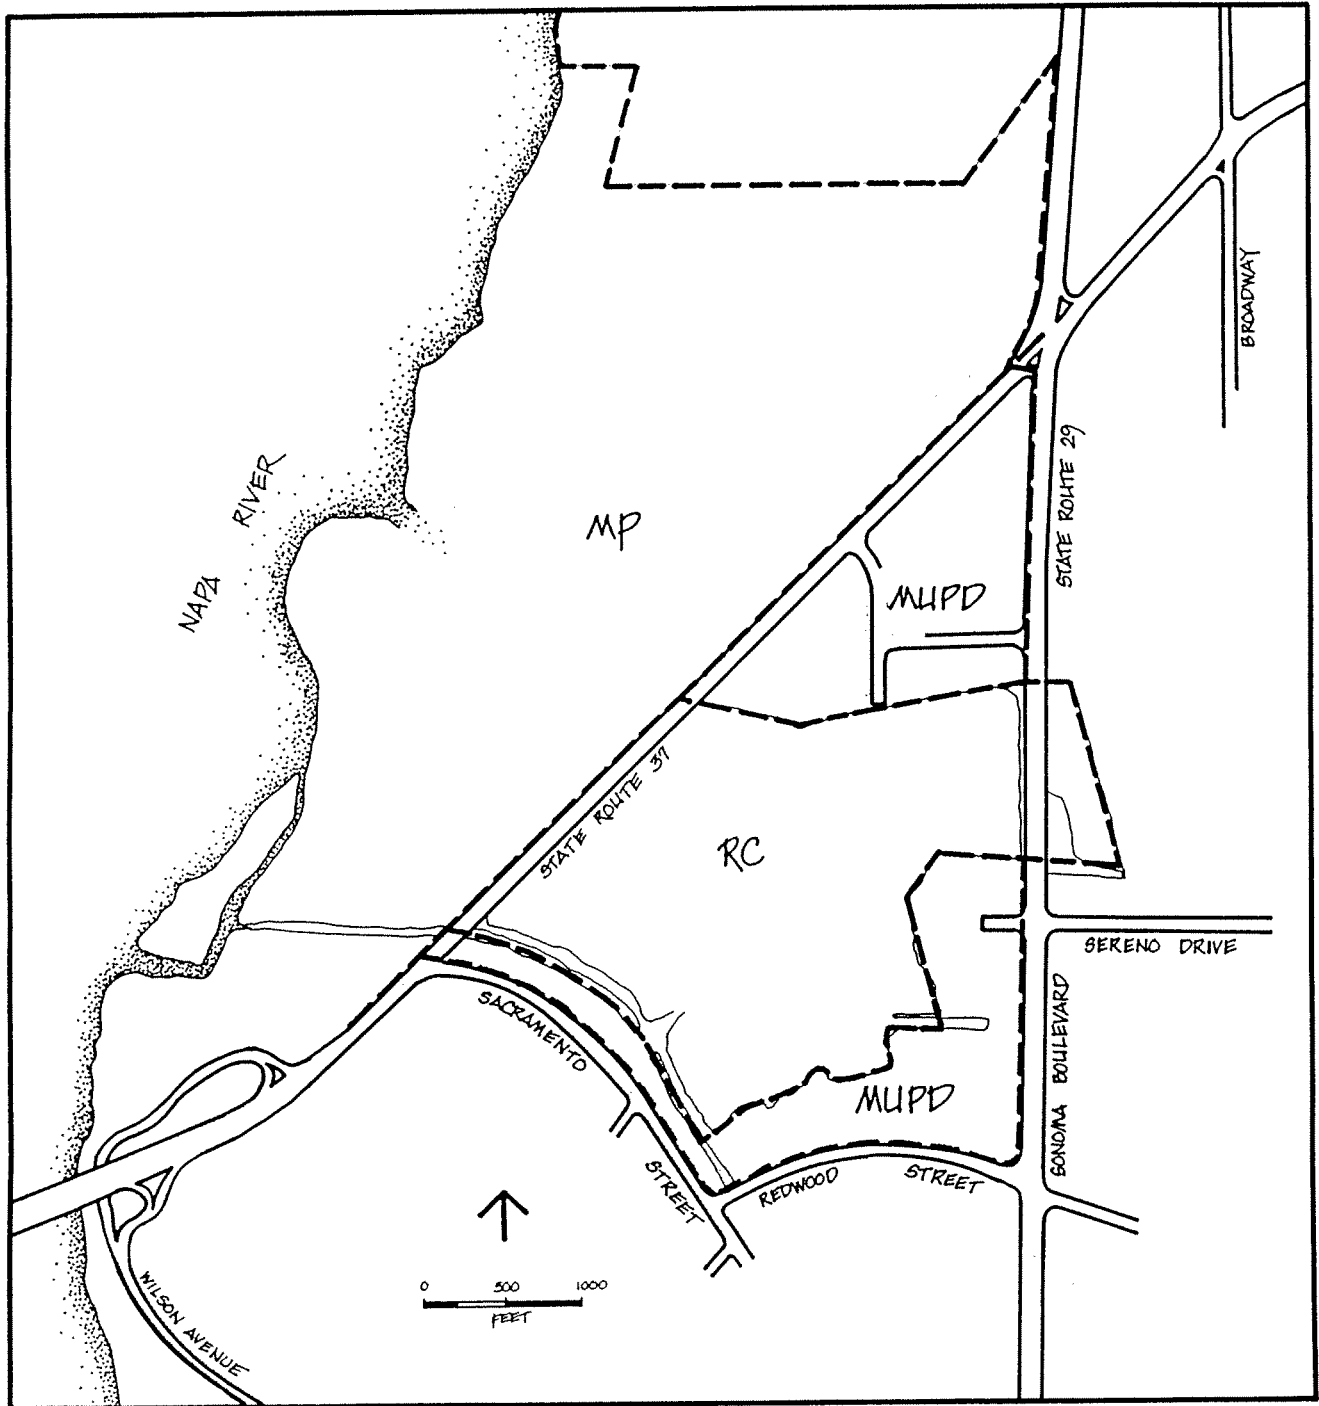 BROADWAY
STATE ROUTE 29
NAPA RIVER
MP
MUPD
STATE ROUTE 37
RC
SERENO DRIVE
SACRAMENTO STREET
MUPD
SONOMA BOULEVARD
REDWOOD STREET
0 500 1000
FEET
WILSON AVENUE